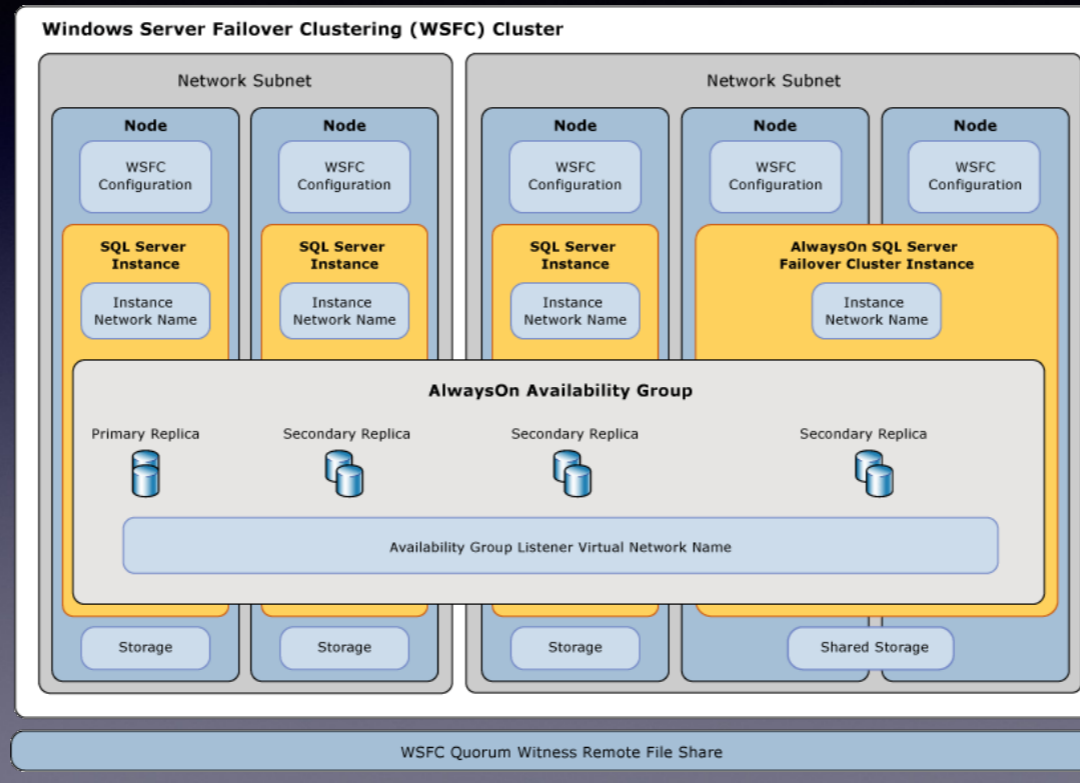 Windows Server Failover Clustering (WSFC) Cluster
Network Subnet
Network Subnet
Node
Node
Node
Node
Node
WSFC
Configuration
WSFC
Configuration
WSFC
Configuration
WSFC
Configuration
WSFC
Configuration
SQL Server
Instance
SQL Server
Instance
SQL Server
Instance
AlwaysOn SQL Server
Failover Cluster Instance
Instance
Network Name
Instance
Network Name
Instance
Network Name
Instance
Network Name
AlwaysOn Availability Group
Primary Replica
Secondary Replica
Secondary Replica
Secondary Replica
Availability Group Listener Virtual Network Name
Storage
Storage
Storage
Shared Storage
WSFC Quorum Witness Remote File Share